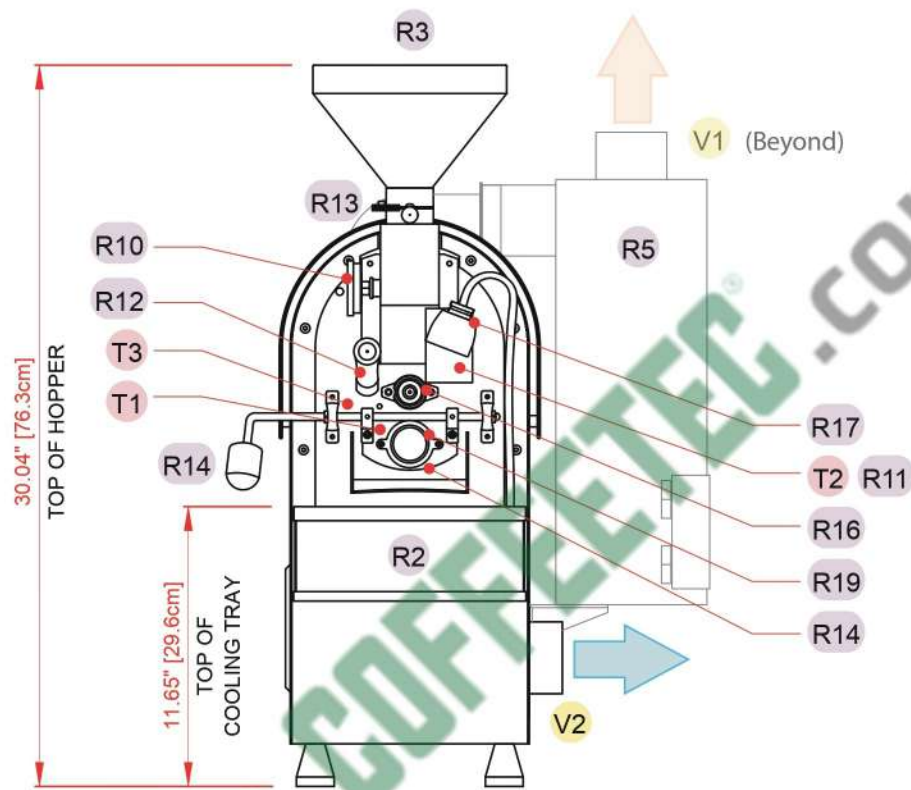 R3
V1 (Beyond)
R13
R10
R5
R12
T3
T1
R17
R14
T2 R11
R16
R2
R19
R14
V2
30.04" [76.3cm]
TOP OF HOPPER
11.65" [29.6cm]
TOP OF
COOLING TRAY
COFFEETEC®.COM